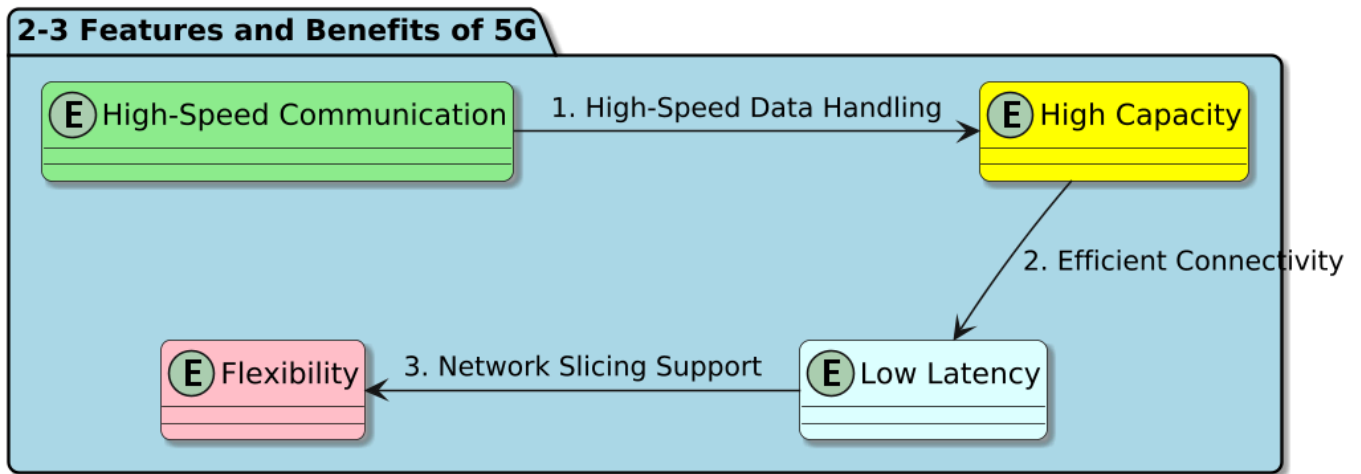 2-3 Features and Benefits of 5G
E High-Speed Communication
1. High-Speed Data Handling
E High Capacity
2. Efficient Connectivity
E Flexibility
3. Network Slicing Support
E Low Latency